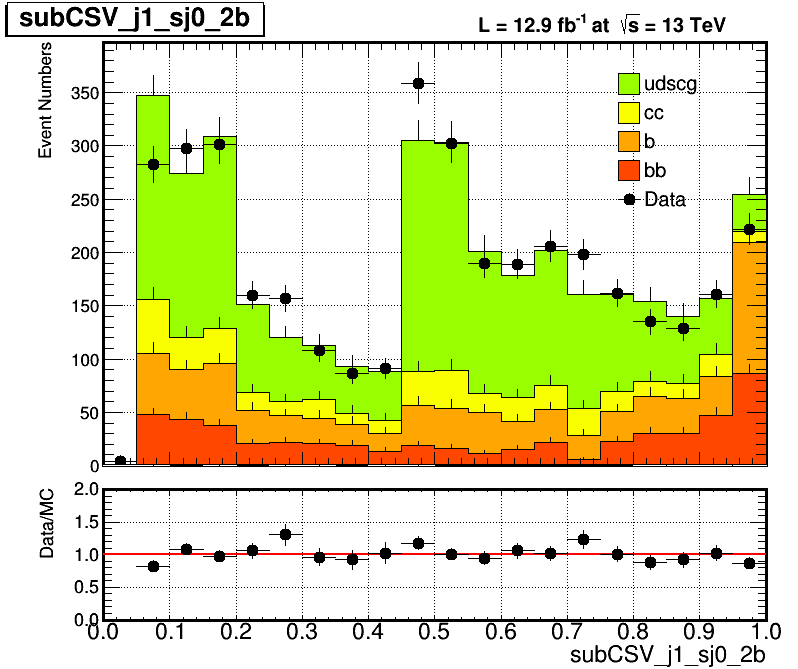 subCSV_j1_sj0_2b
L = 12.9 fb-1 at √s = 13 TeV
Event Numbers
350
300
250
200
150
100
50
0
udscg
cc
b
bb
Data
Data/MC
2.0
1.5
1.0
0.5
0.0
0.0 0.1 0.2 0.3 0.4 0.5 0.6 0.7 0.8 0.9 1.0
subCSV_j1_sj0_2b